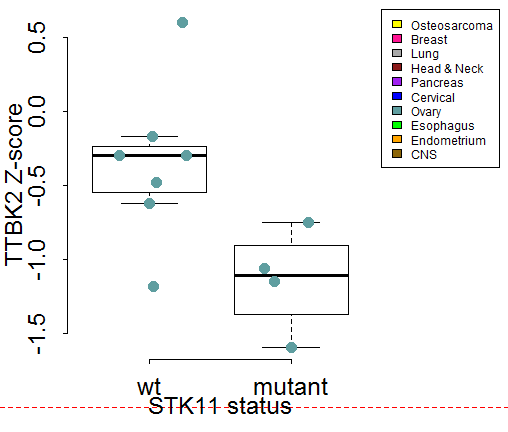 TTBK2 Z-score
0.5
0.0
-0.5
-1.0
-1.5
wt
mutant
STK11 status
Osteosarcoma
Breast
Lung
Head & Neck
Pancreas
Cervical
Ovary
Esophagus
Endometrium
CNS